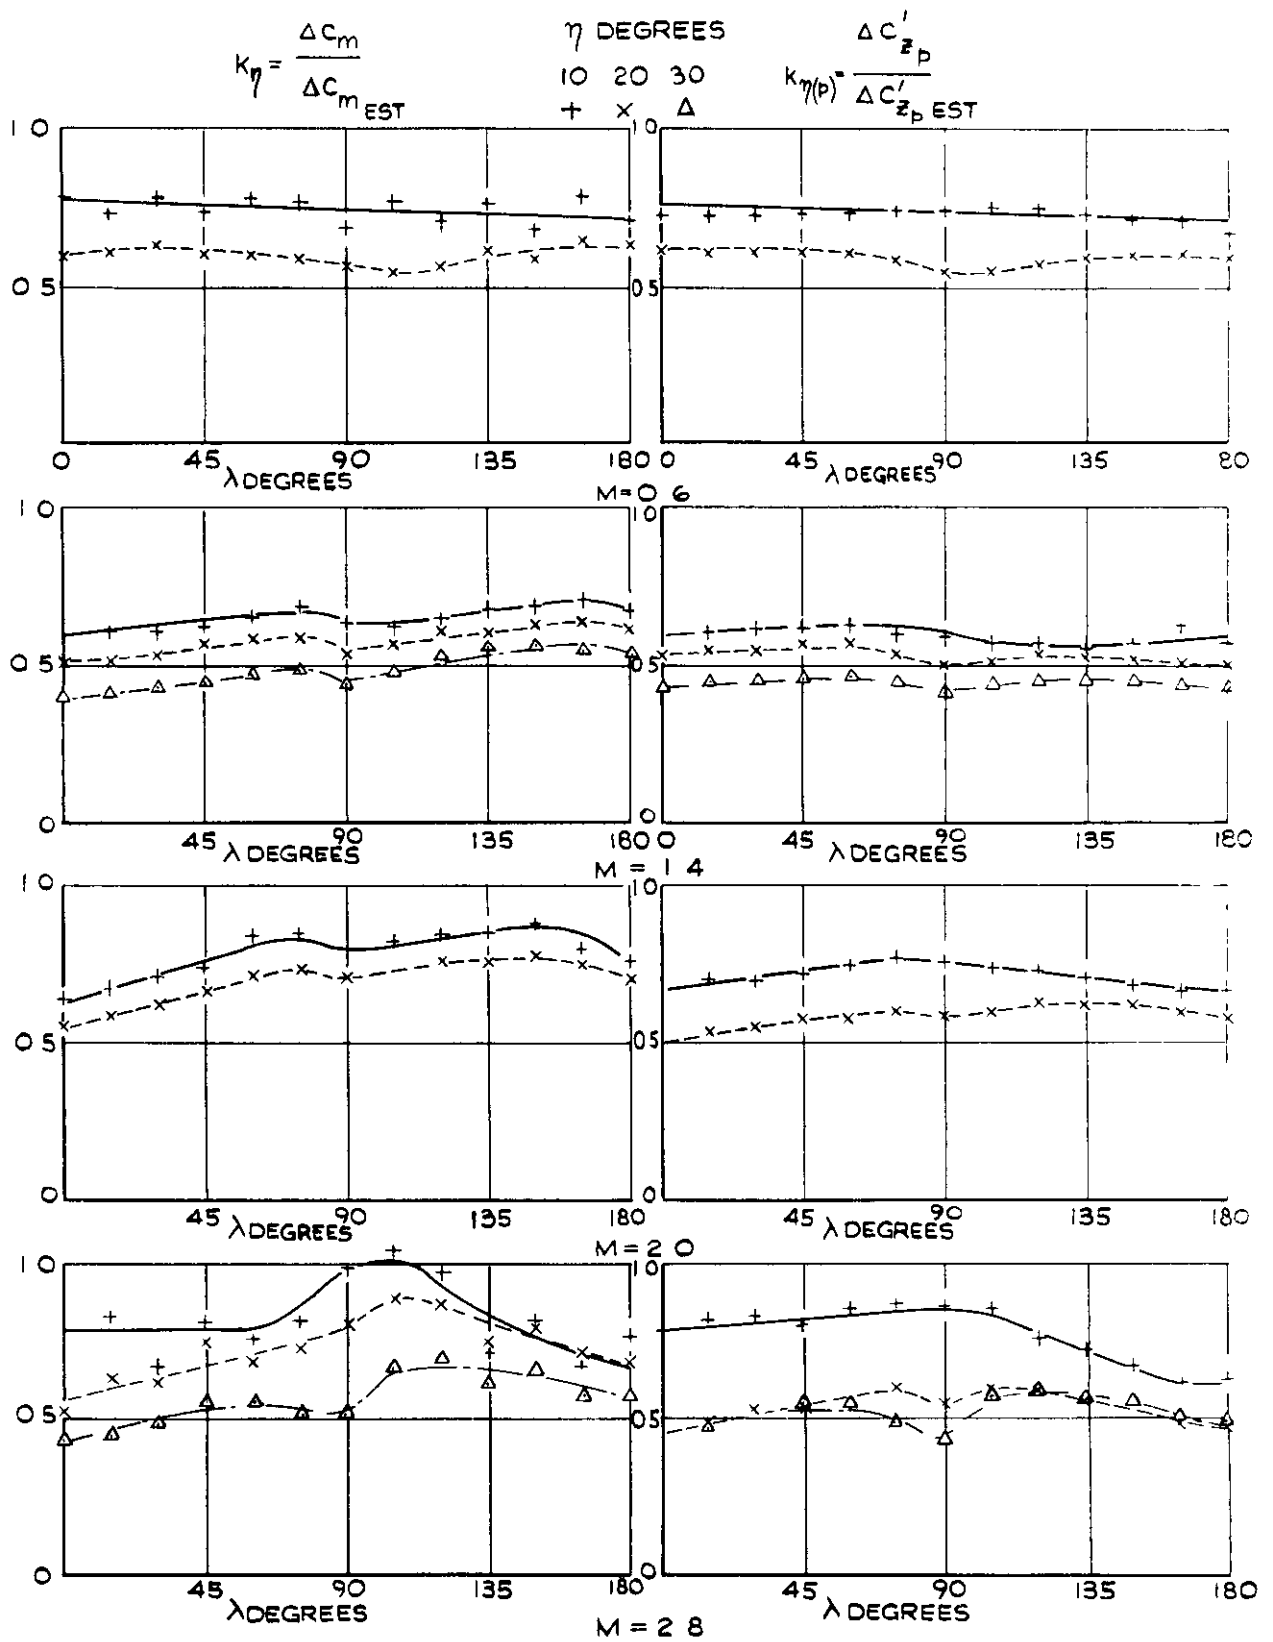 Kη = ΔCm / ΔCm EST
η DEGREES
10 20 30
+ × Δ
Kη(P) = ΔC'zp / ΔC'zp EST
1 0
1 0
0 5
0 5
0
0 45 90 135 180
0 45 90 135 80
λ DEGREES
λ DEGREES
M=0 6
1 0
1 0
0 5
0 5
0
0
45 90 135 180
0 45 90 135 180
λ DEGREES
λ DEGREES
M = 1 4
1 0
1 0
0 5
0 5
0
0
45 90 135 180
45 90 135 180
λ DEGREES
λ DEGREES
M = 2 0
1 0
1 0
0 5
0 5
0
0
45 90 135 180
45 90 135 180
λ DEGREES
λ DEGREES
M = 2 8